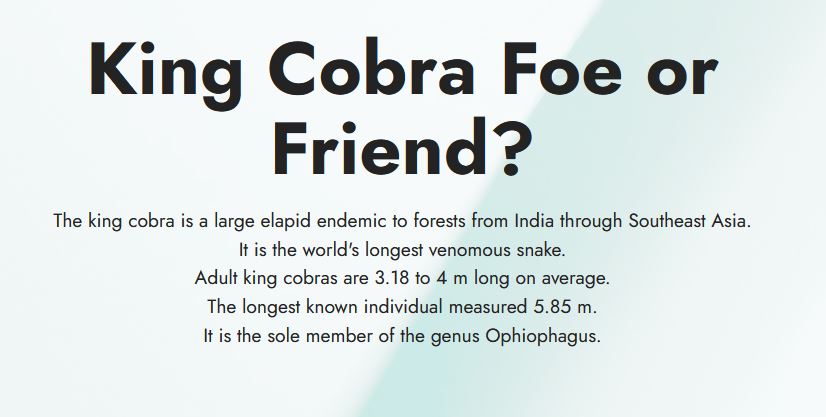 King Cobra Foe or
Friend?
The king cobra is a large elapid endemic to forests from India through Southeast Asia.
It is the world's longest venomous snake.
Adult king cobras are 3.18 to 4 m long on average.
The longest known individual measured 5.85 m.
It is the sole member of the genus Ophiophagus.